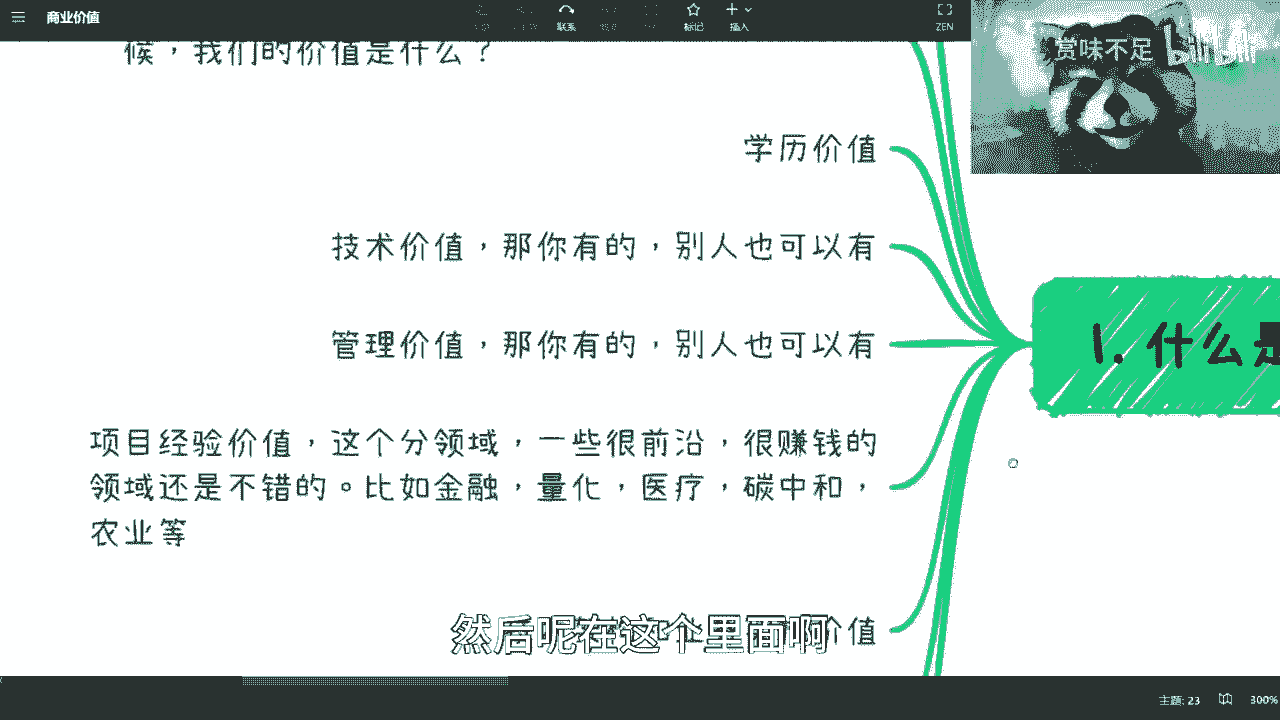 商业价值
联系
标记
插入
ZEN
赏味不足
bilibili
候，我们的价值是什么？
学历价值
技术价值，那你有的，别人也可以有
管理价值，那你有的，别人也可以有
1. 什么是
项目经验价值，这个分领域，一些很前沿，很赚钱的
领域还是不错的。比如金融，量化，医疗，碳中和，
农业等
价值
然后呢在这个里面啊
主题: 23
300%